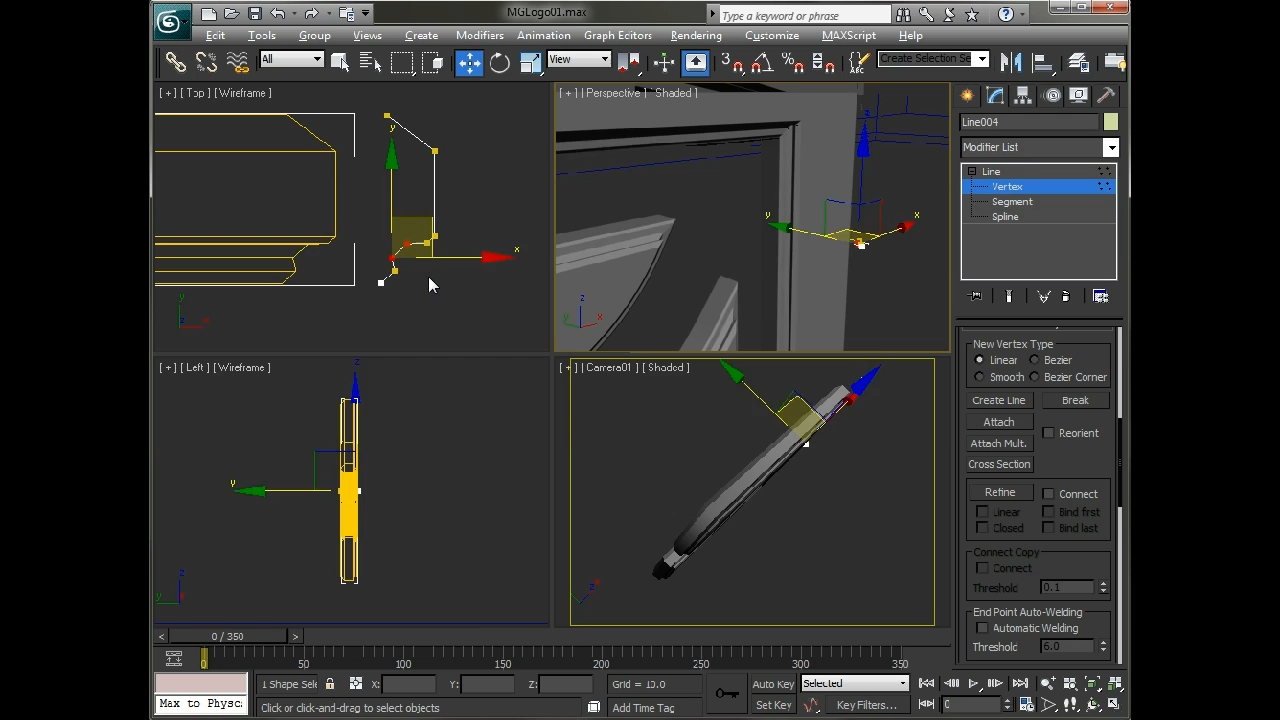 MGLogo01.max
Type a keyword or phrase
Edit Tools Group Views Create Modifiers Animation Graph Editors Rendering Customize MAXScript Help
All View 3 Create Selection Se
[ + ] [ Top ] [ Wireframe ]
[ + ] [ Perspective ] [ Shaded ]
Line004
Modifier List
Line
Vertex
Segment
Spline
y
x
z
y
x
[ + ] [ Left ] [ Wireframe ]
[ + ] [ Camera01 ] [ Shaded ]
z
y
New Vertex Type
Linear Bezier
Smooth Bezier Corner
Create Line Break
Attach
Reorient
Attach Mult.
Cross Section
Refine Connect
Linear Bind first
Closed Bind last
Connect Copy
Connect
Threshold 0.1
End Point Auto-Welding
Automatic Welding
Threshold 6.0
< 0 / 350 >
0 50 100 150 200 250 300 350
1 Shape Sele X: Y: Z: Grid = 10.0 Auto Key Selected
Max to Physc: Click or click-and-drag to select objects Add Time Tag Set Key Key Filters... 0